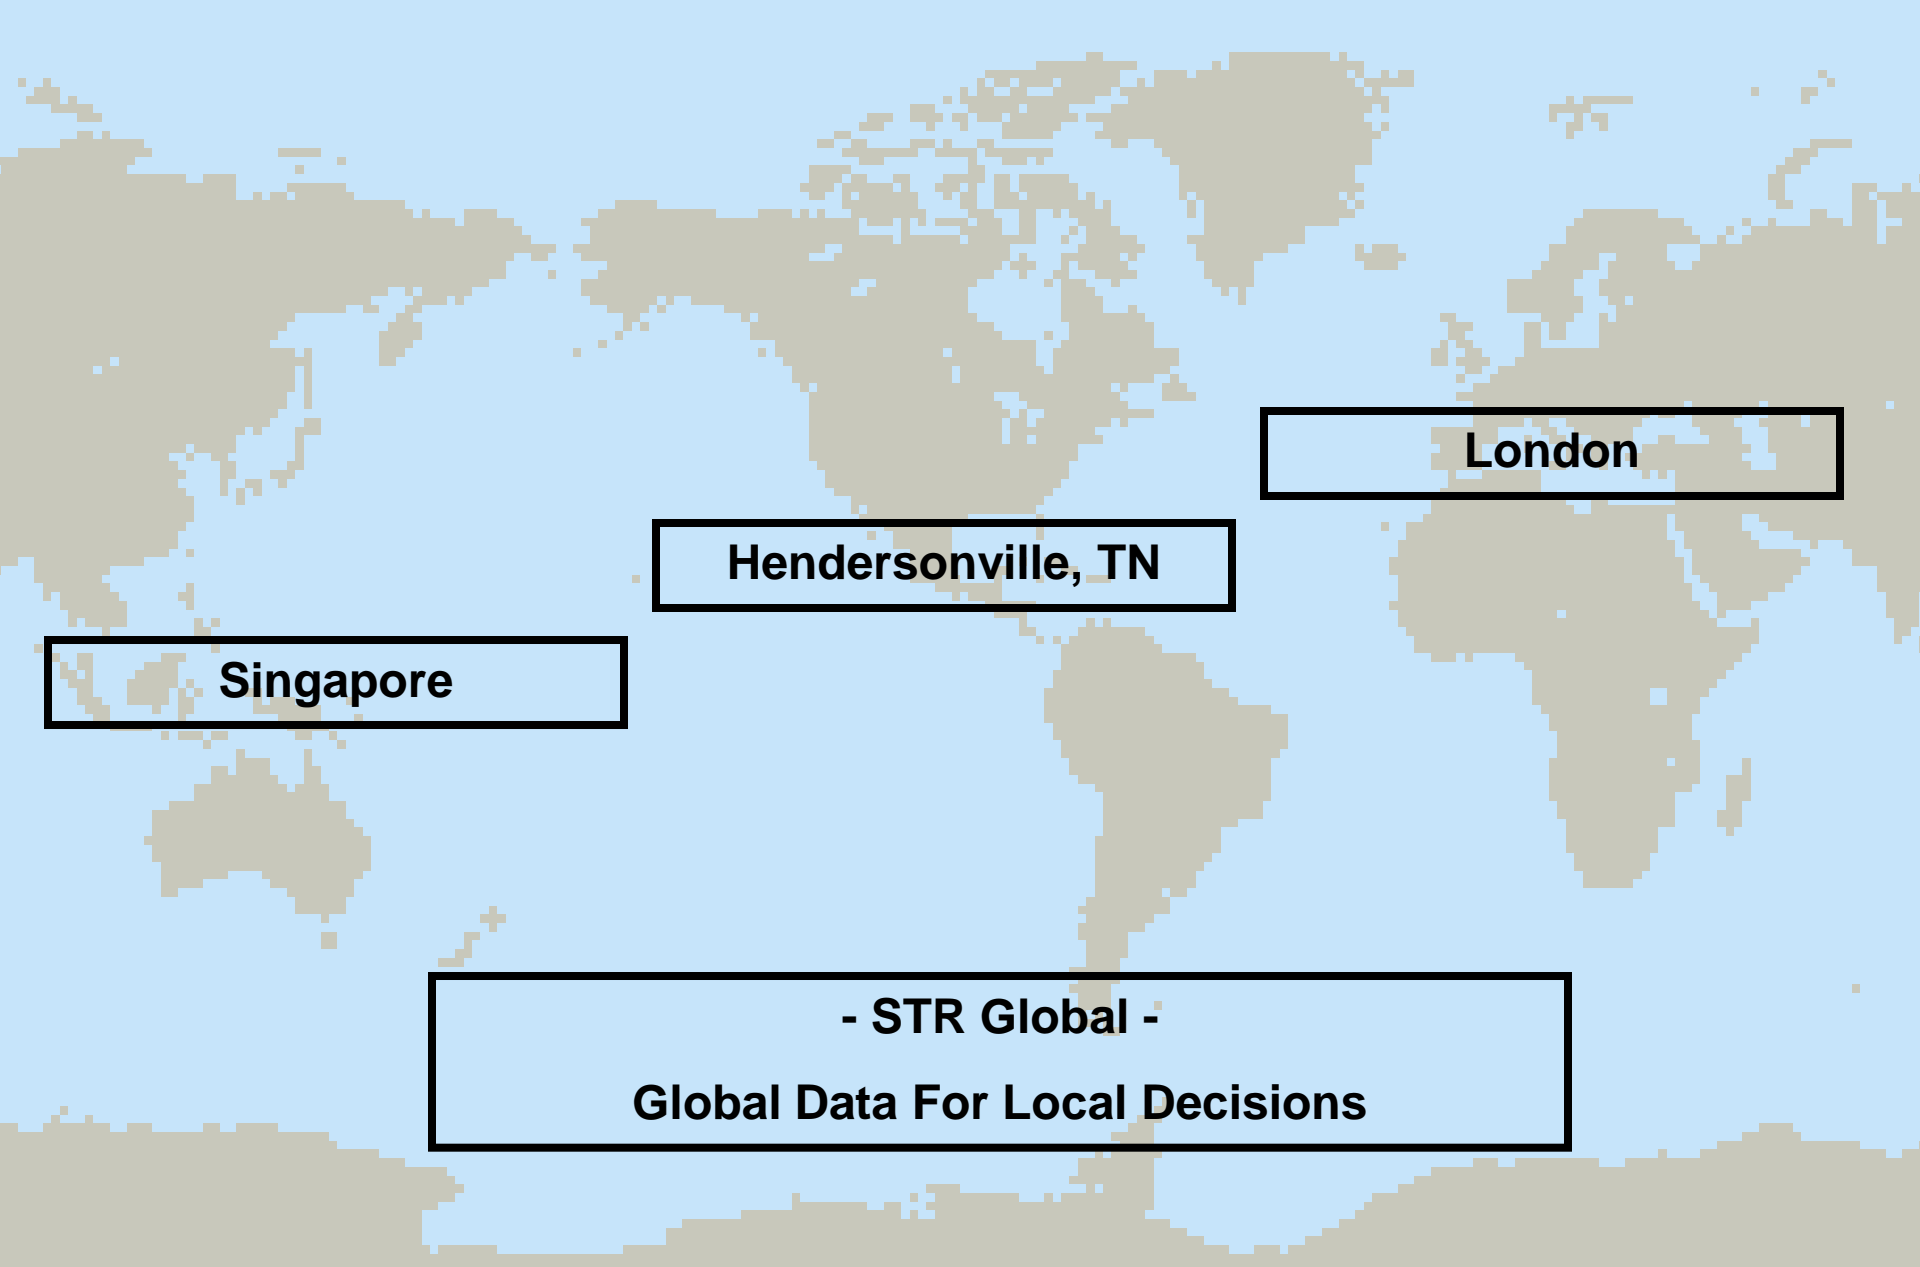 London
Hendersonville, TN
Singapore
- STR Global -
Global Data For Local Decisions